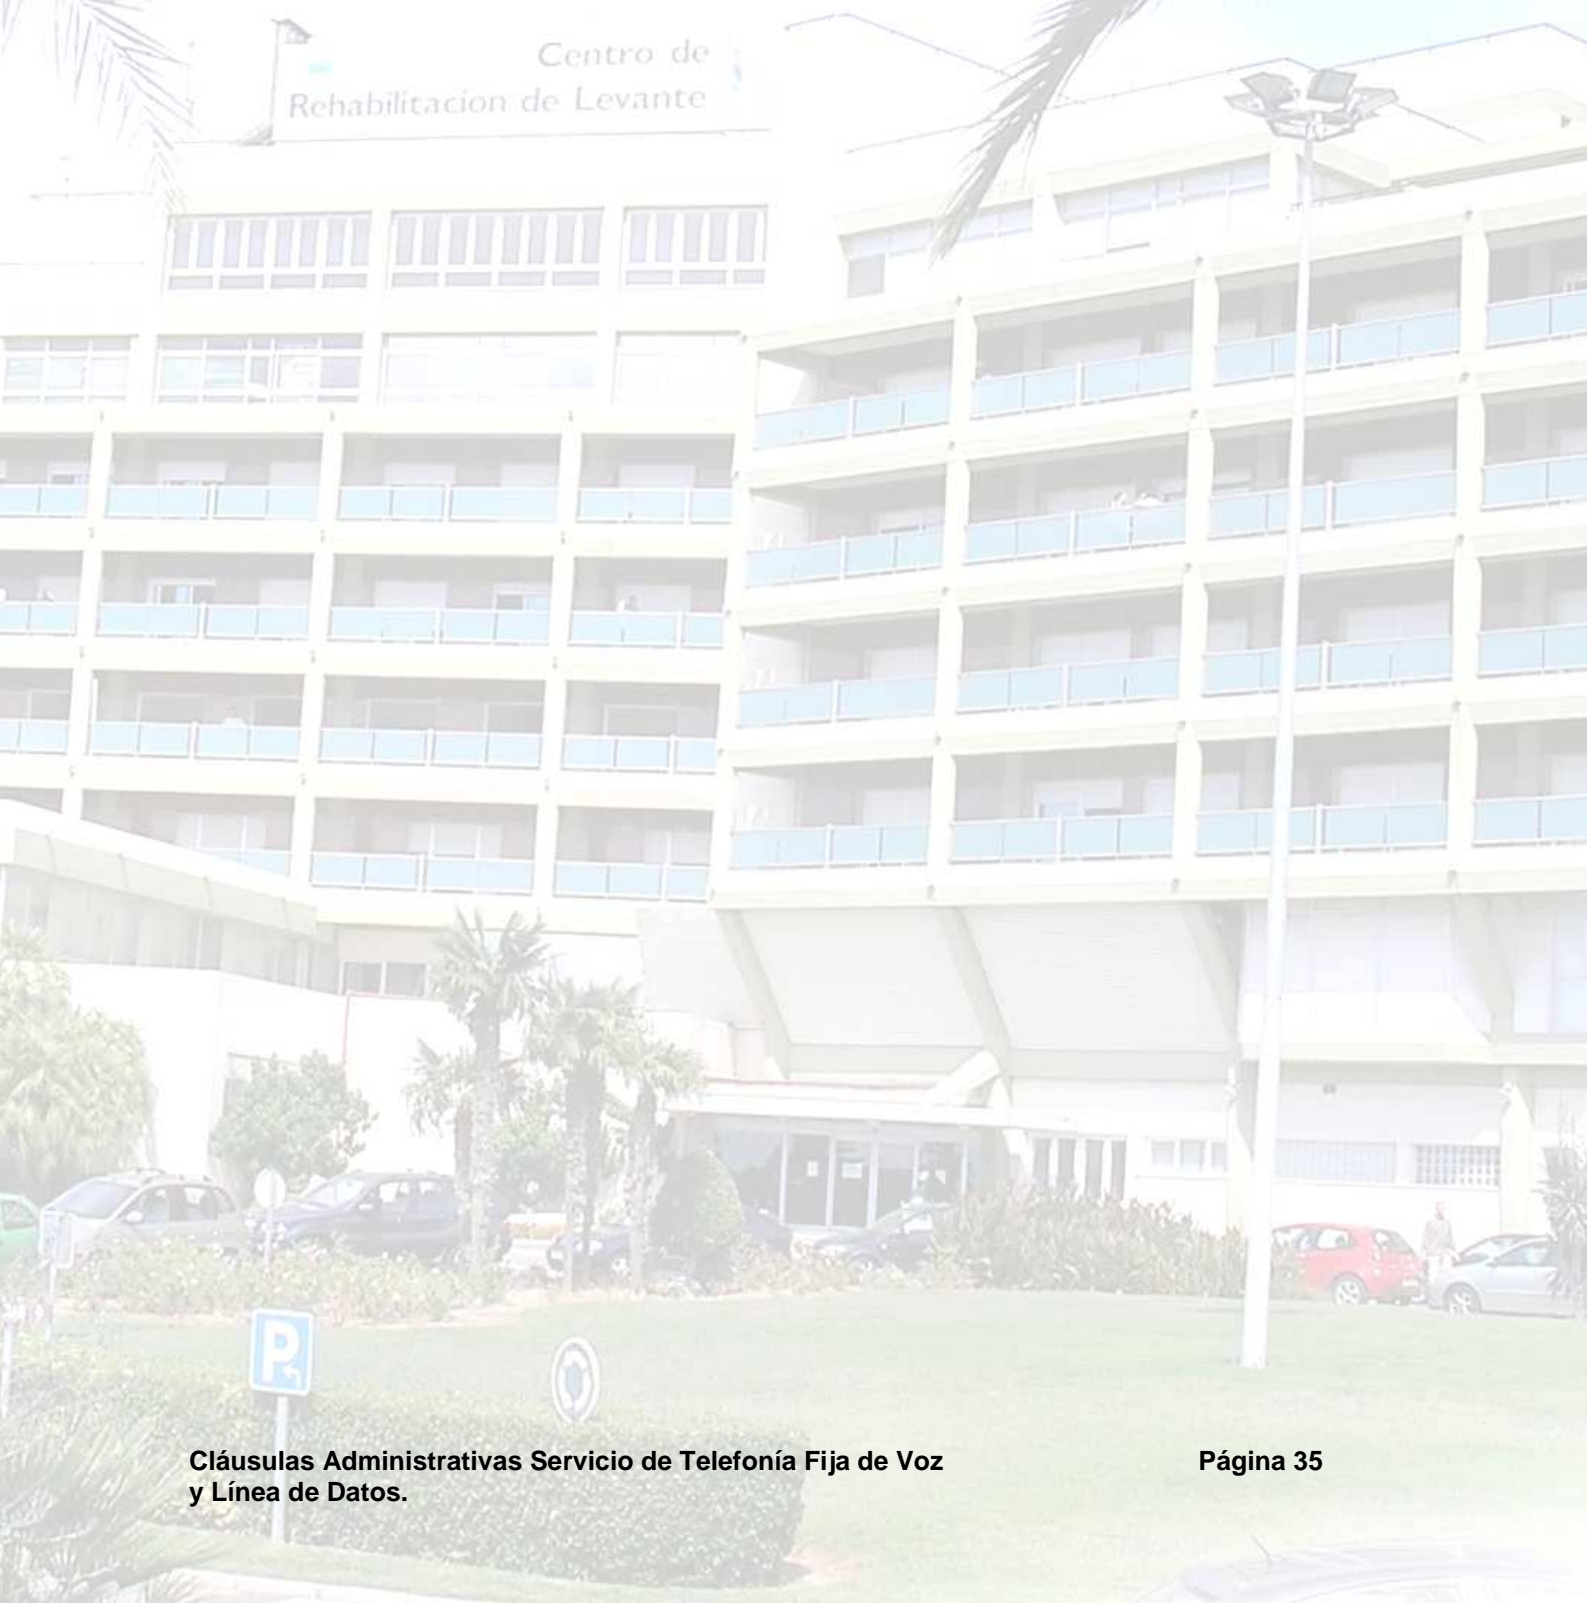 Centro de
Rehabilitacion de Levante
P
Cláusulas Administrativas Servicio de Telefonía Fija de Voz
y Línea de Datos.
Página 35